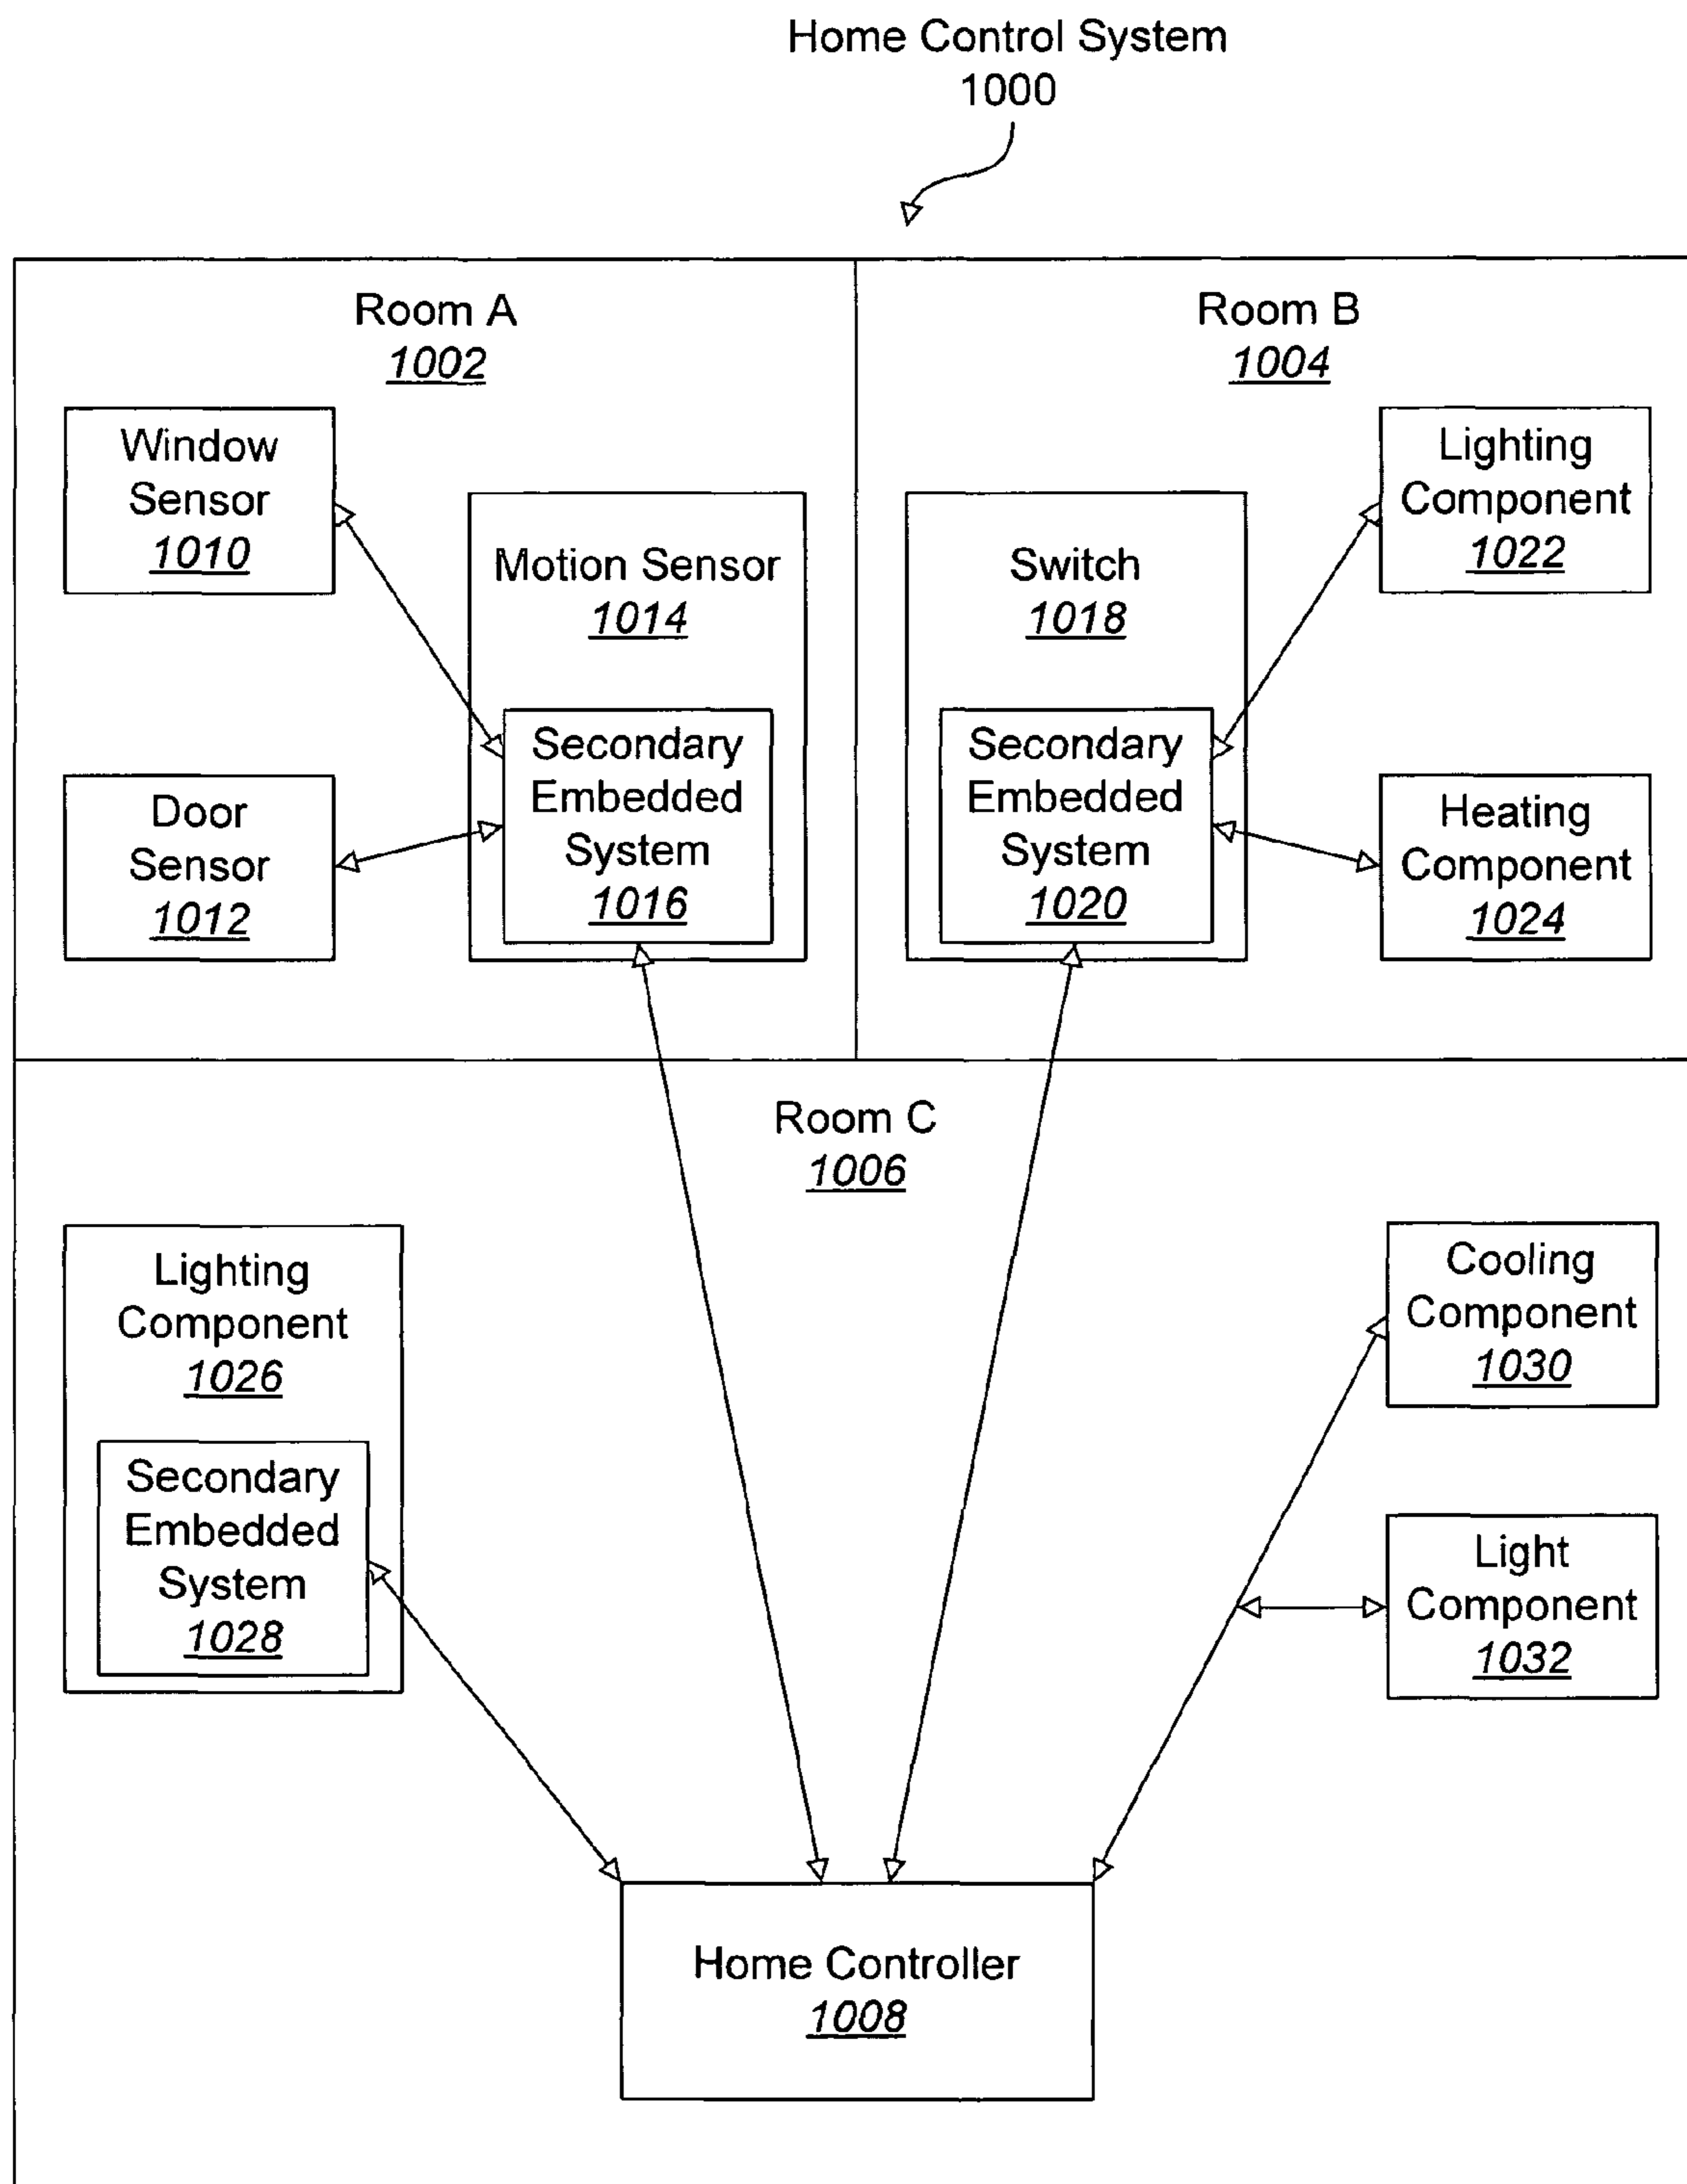 Home Control System
1000
Room A
1002
Window
Sensor
1010
Door
Sensor
1012
Motion Sensor
1014
Secondary
Embedded
System
1016
Room B
1004
Switch
1018
Secondary
Embedded
System
1020
Lighting
Component
1022
Heating
Component
1024
Room C
1006
Lighting
Component
1026
Secondary
Embedded
System
1028
Cooling
Component
1030
Light
Component
1032
Home Controller
1008